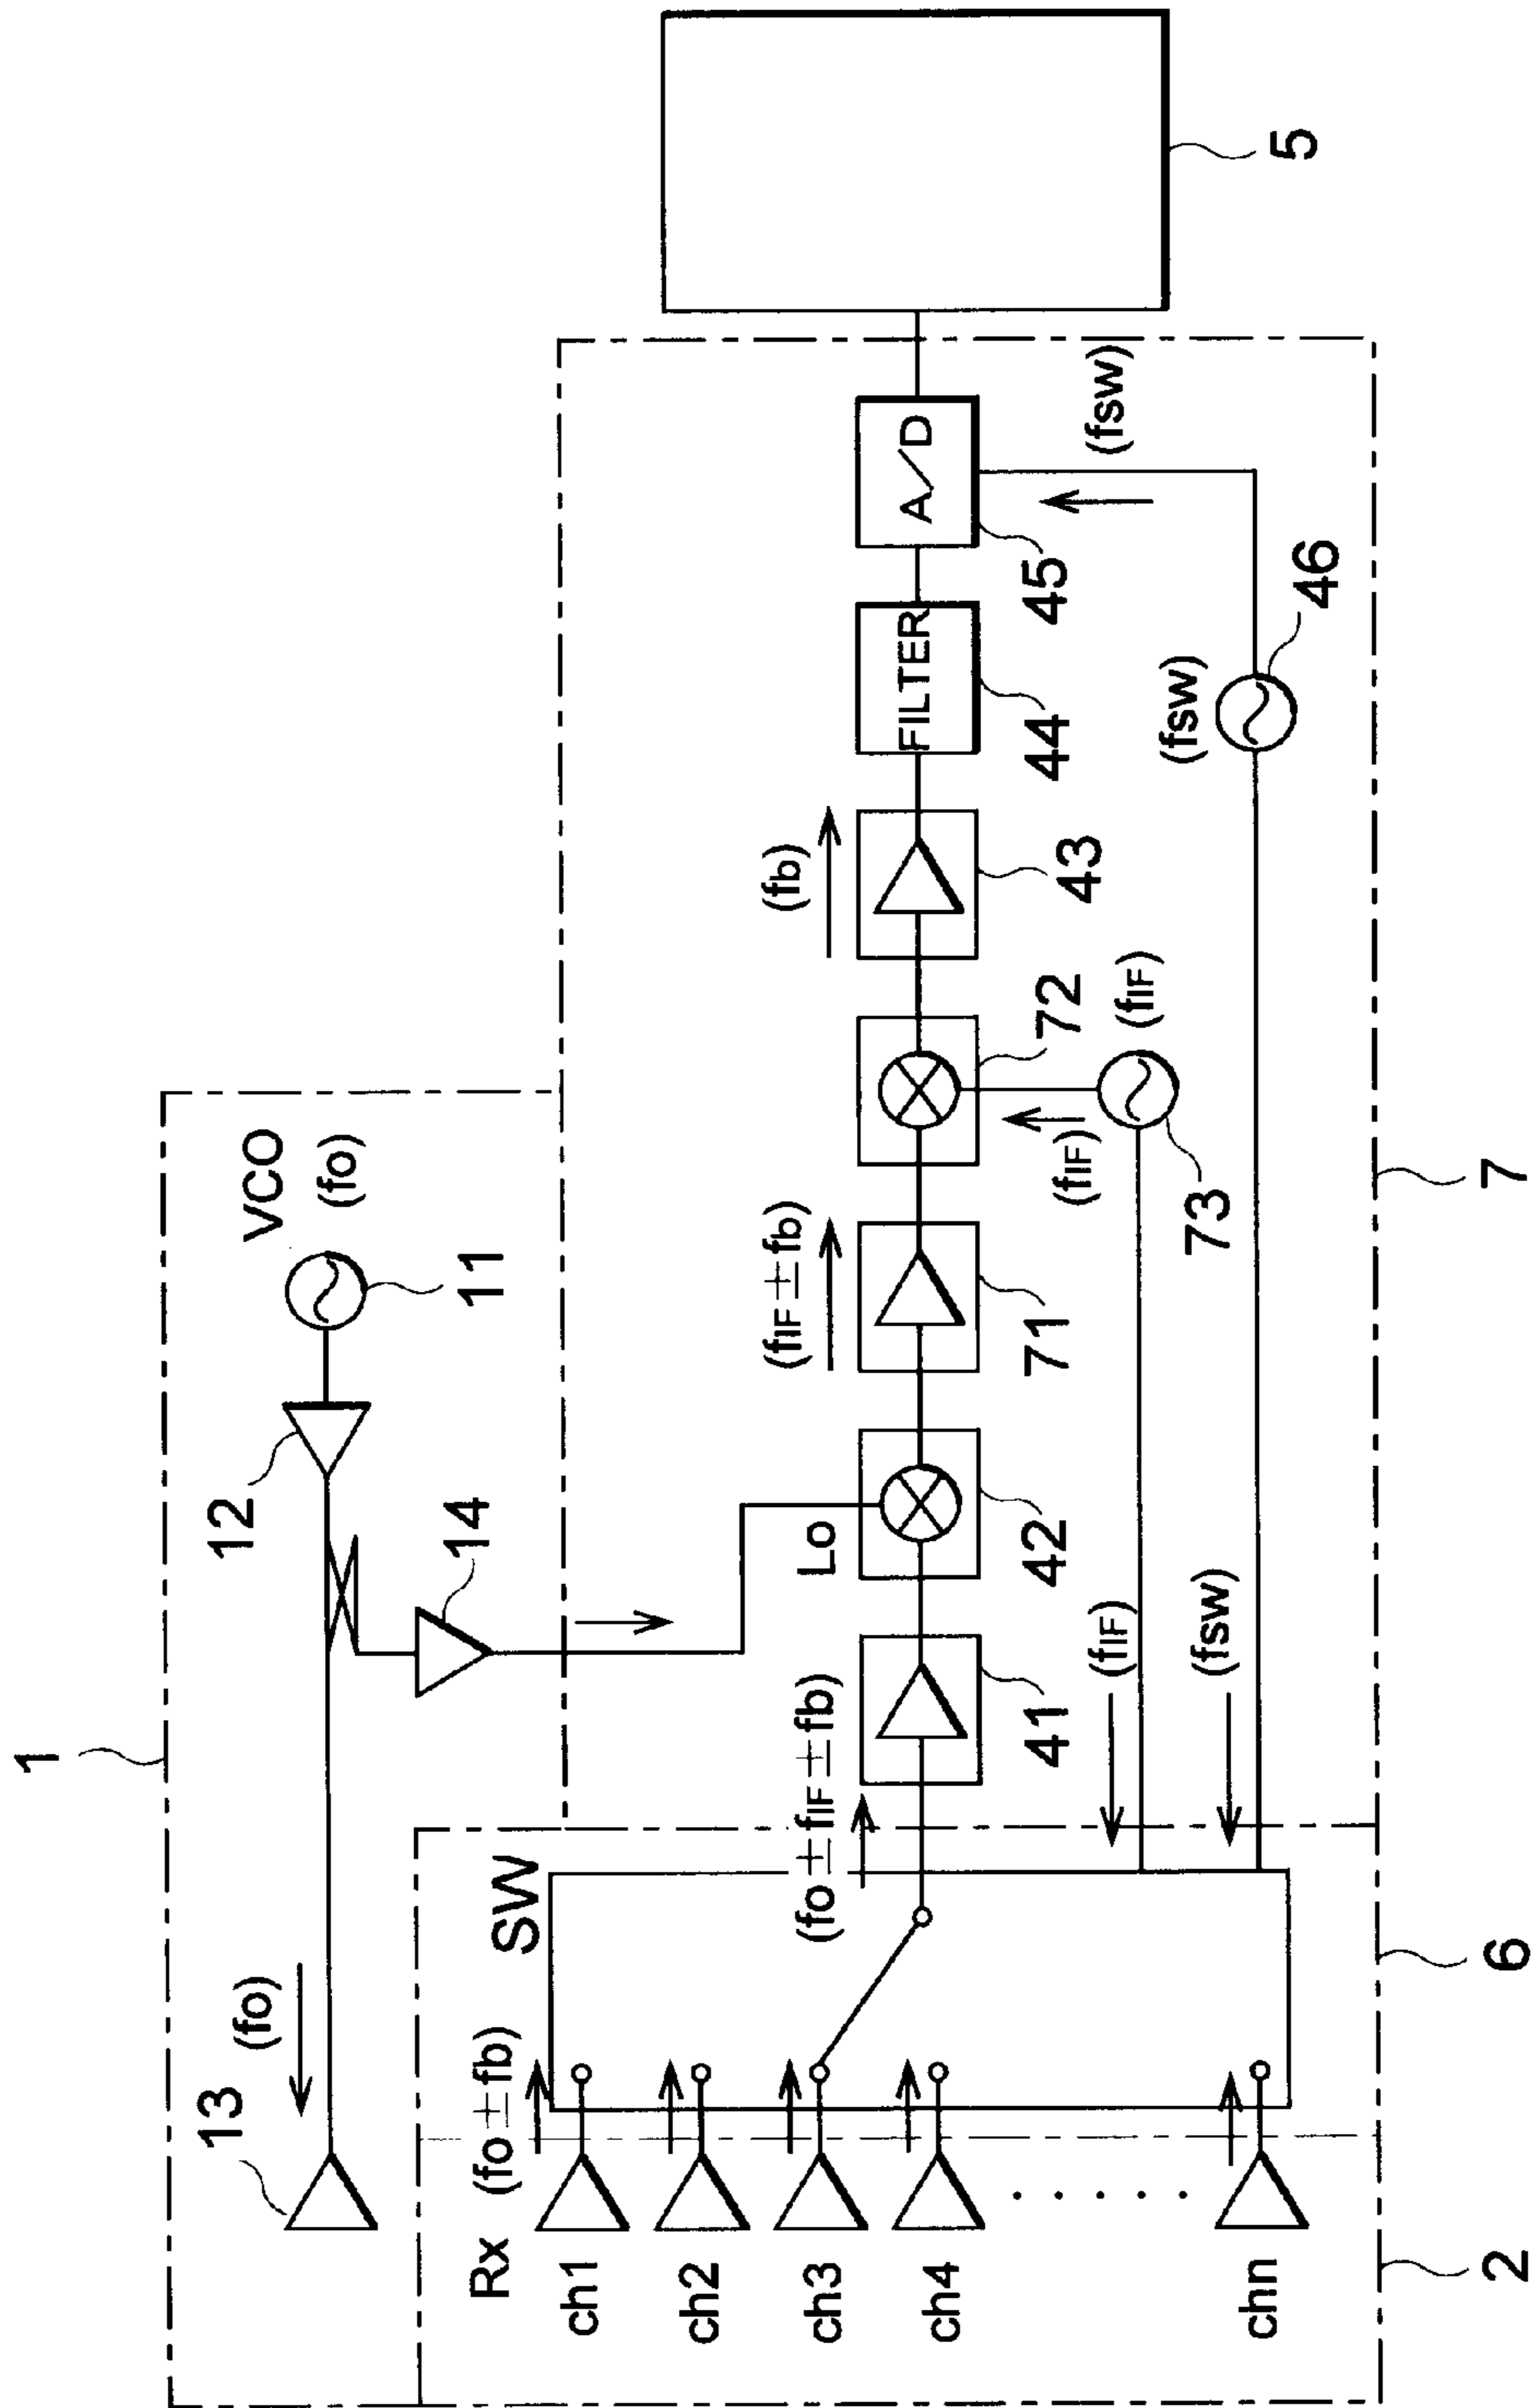 1
13
(fo)
12
VCO
(fo)
11
14
Rx (fo±fb)
ch1
ch2
ch3
ch4
chn
SW
(fo±fIF±fb)
41
Lo
42
(fIF±fb)
71
72
(fIF)
(fIF)
73
(fb)
43
FILTER
44
A/D
45
(fsw)
(fsw)
46
(fIF)
(fsw)
5
2
6
7